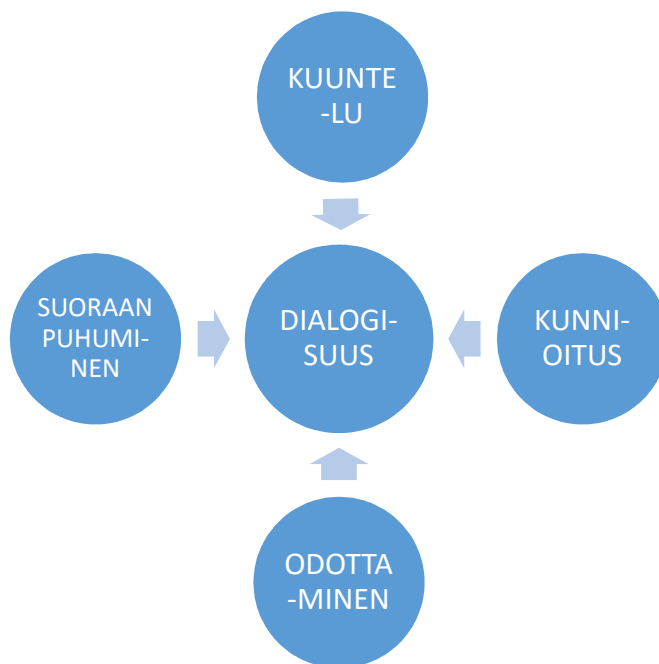 KUUNTE
-LU
SUORAAN
PUHUMI-
NEN
DIALOGI-
SUUS
KUNNI-
OITUS
ODOTTA
-MINEN